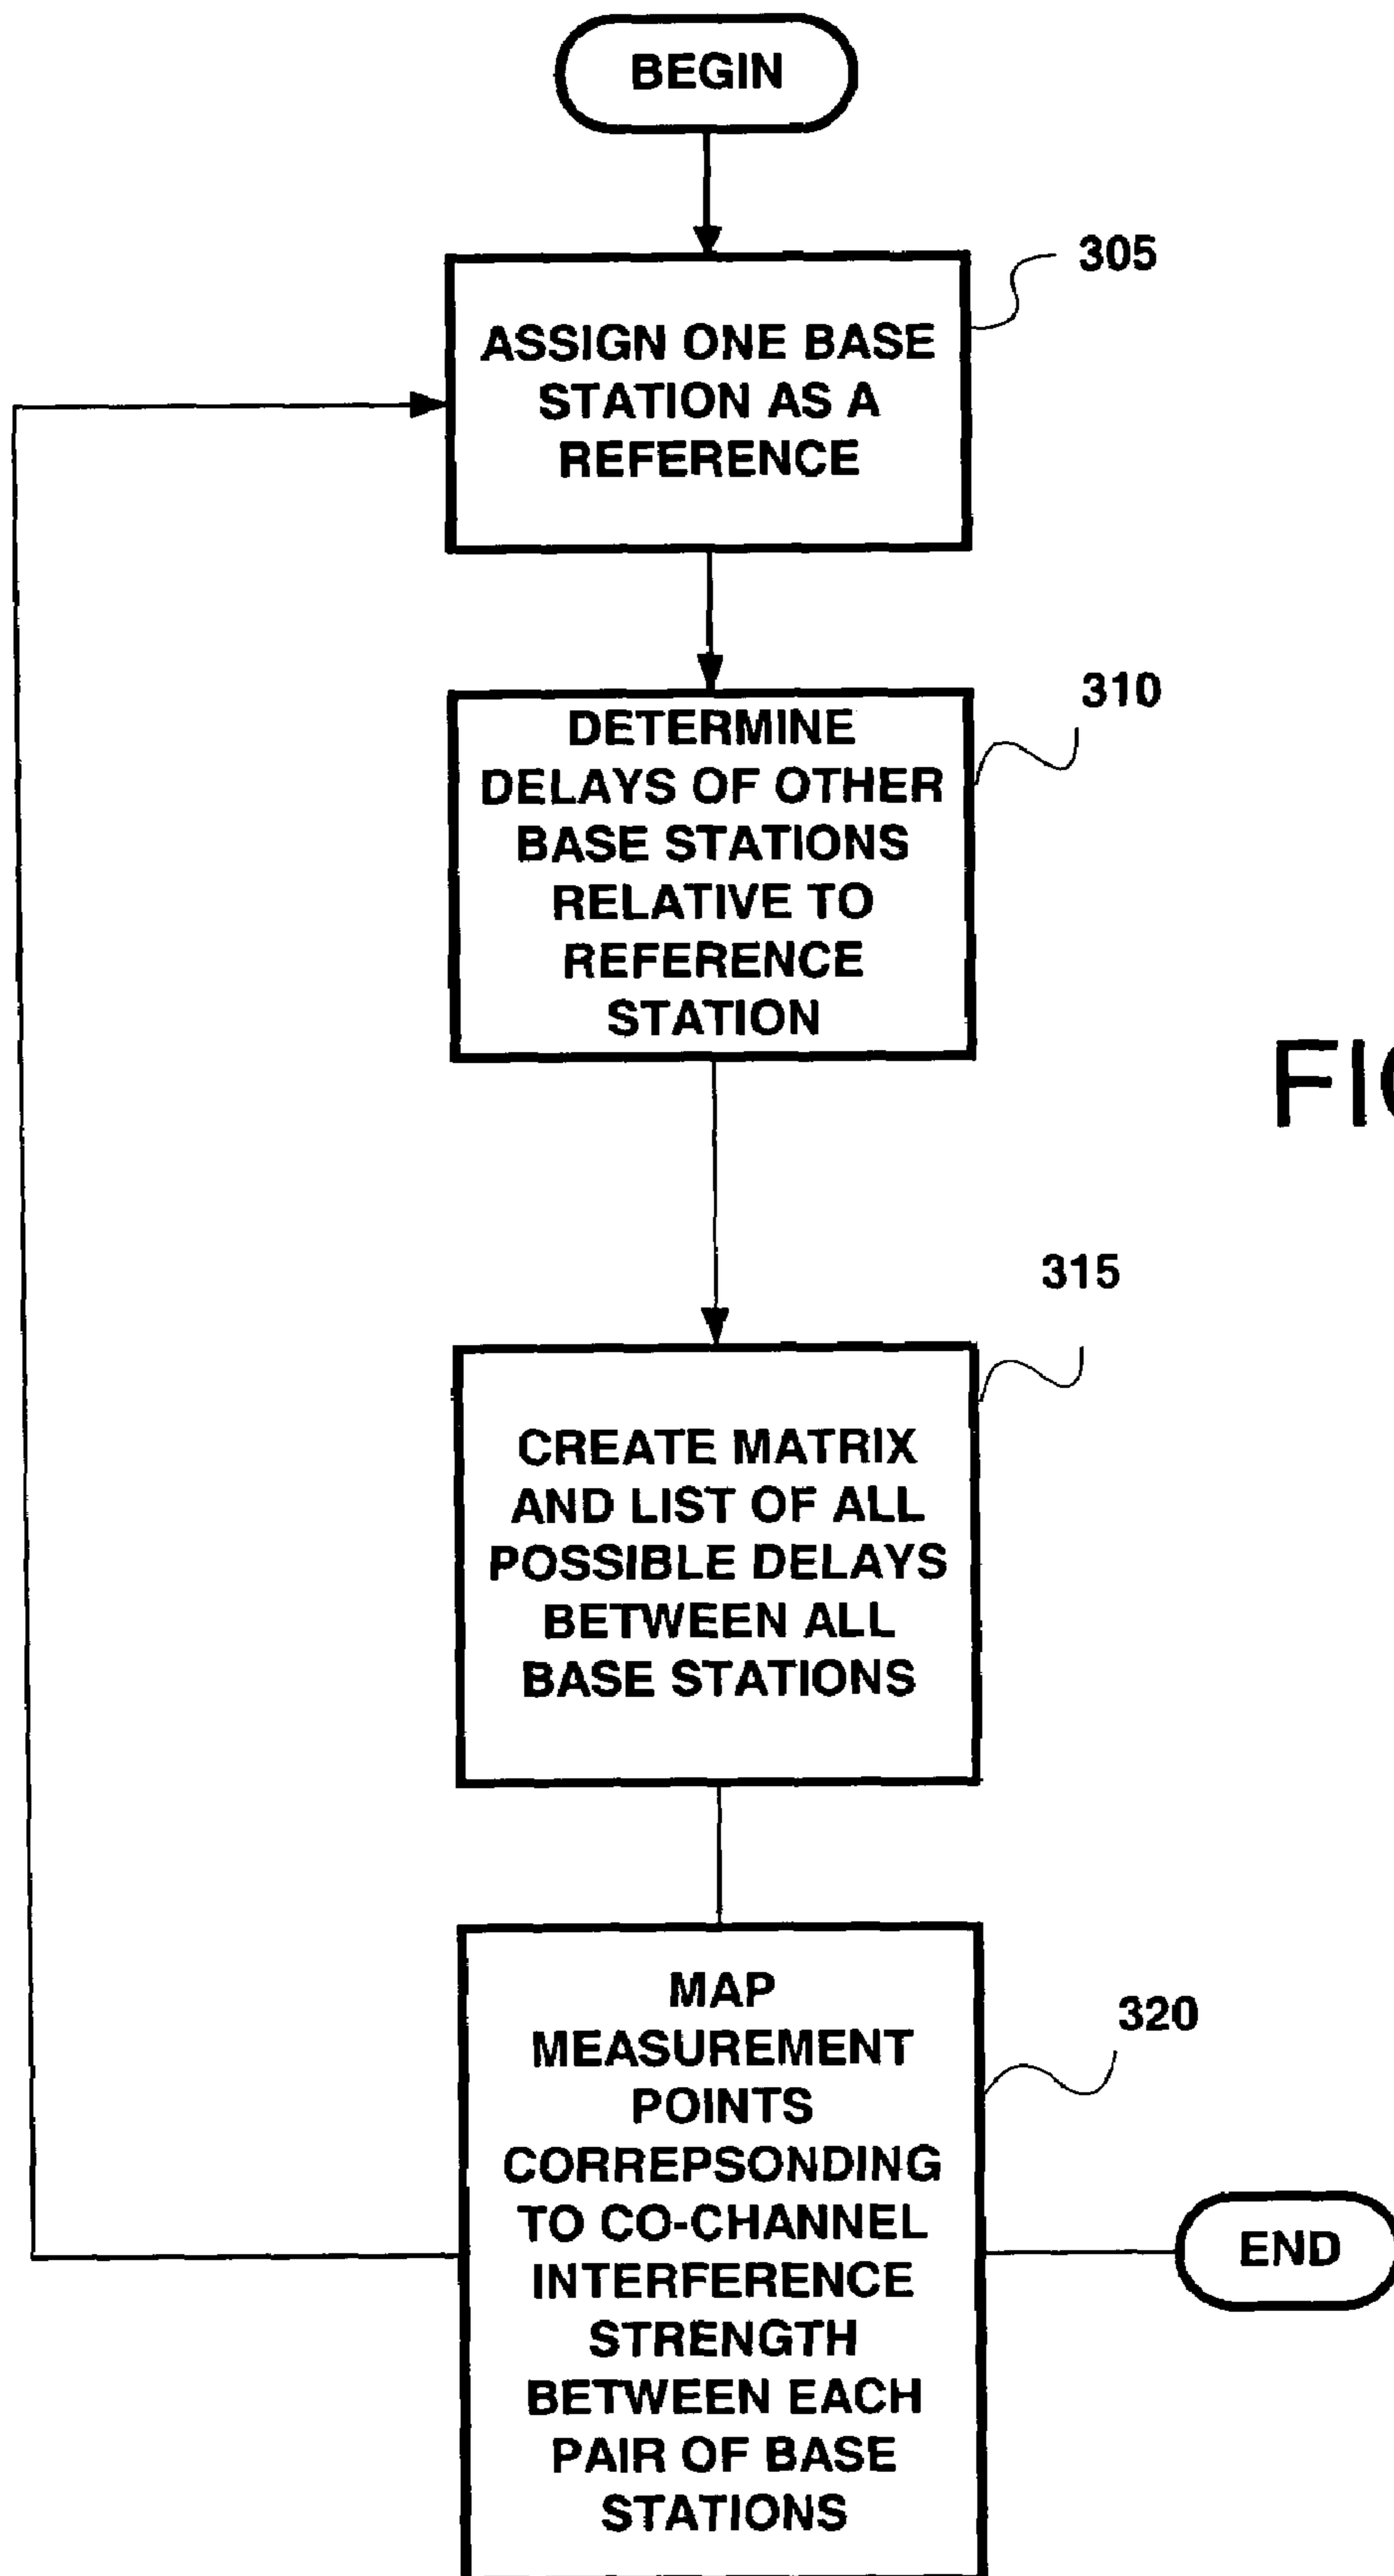 BEGIN
305
ASSIGN ONE BASE
STATION AS A
REFERENCE
310
DETERMINE
DELAYS OF OTHER
BASE STATIONS
RELATIVE TO
REFERENCE
STATION
315
CREATE MATRIX
AND LIST OF ALL
POSSIBLE DELAYS
BETWEEN ALL
BASE STATIONS
320
MAP
MEASUREMENT
POINTS
CORREPSONDING
TO CO-CHANNEL
INTERFERENCE
STRENGTH
BETWEEN EACH
PAIR OF BASE
STATIONS
END